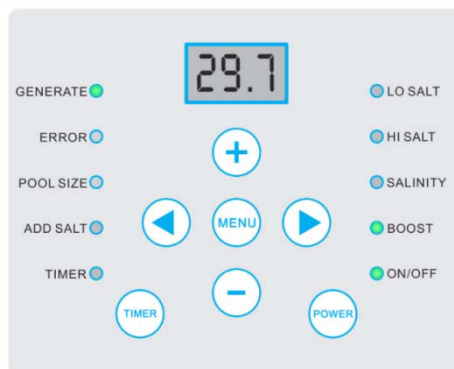 29.7
GENERATE
LO SALT
ERROR
HI SALT
POOL SIZE
SALINITY
MENU
ADD SALT
BOOST
TIMER
ON/OFF
TIMER
POWER